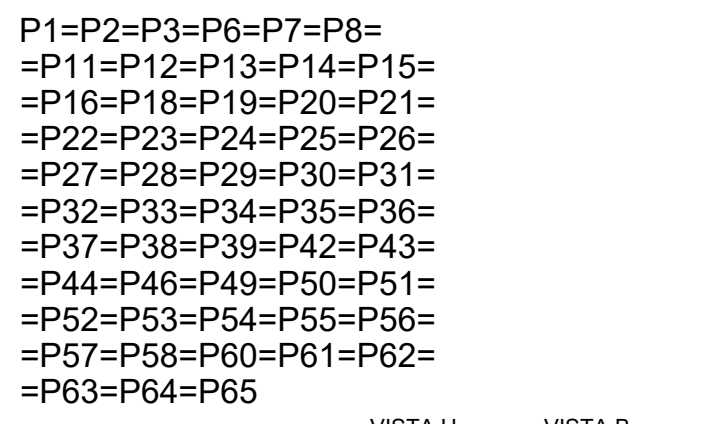 P1=P2=P3=P6=P7=P8=
=P11=P12=P13=P14=P15=
=P16=P18=P19=P20=P21=
=P22=P23=P24=P25=P26=
=P27=P28=P29=P30=P31=
=P32=P33=P34=P35=P36=
=P37=P38=P39=P42=P43=
=P44=P46=P49=P50=P51=
=P52=P53=P54=P55=P56=
=P57=P58=P60=P61=P62=
=P63=P64=P65
VISTA VISTA